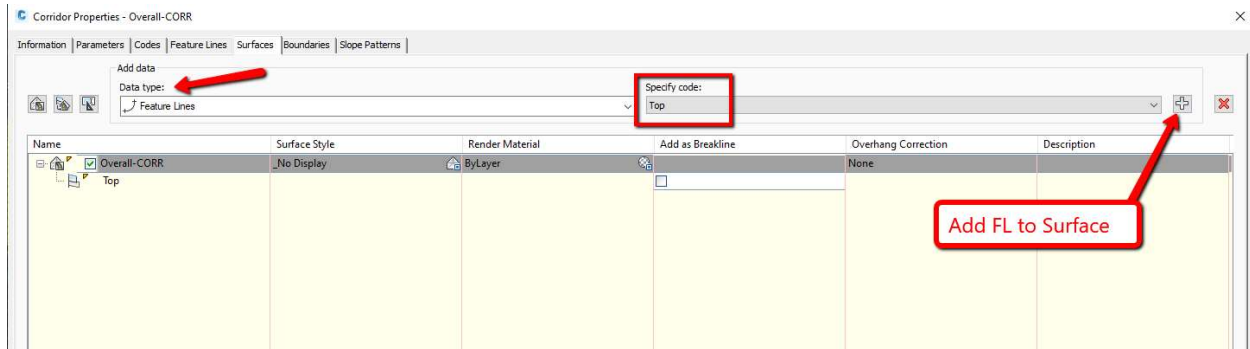 Corridor Properties - Overall-CORR
Information | Parameters | Codes | Feature Lines | Surfaces | Boundaries | Slope Patterns |
Add data
Data type:
Specify code:
Feature Lines
Top
Name Surface Style Render Material Add as Breakline Overhang Correction Description
Overall-CORR _No Display ByLayer None
Top
Add FL to Surface